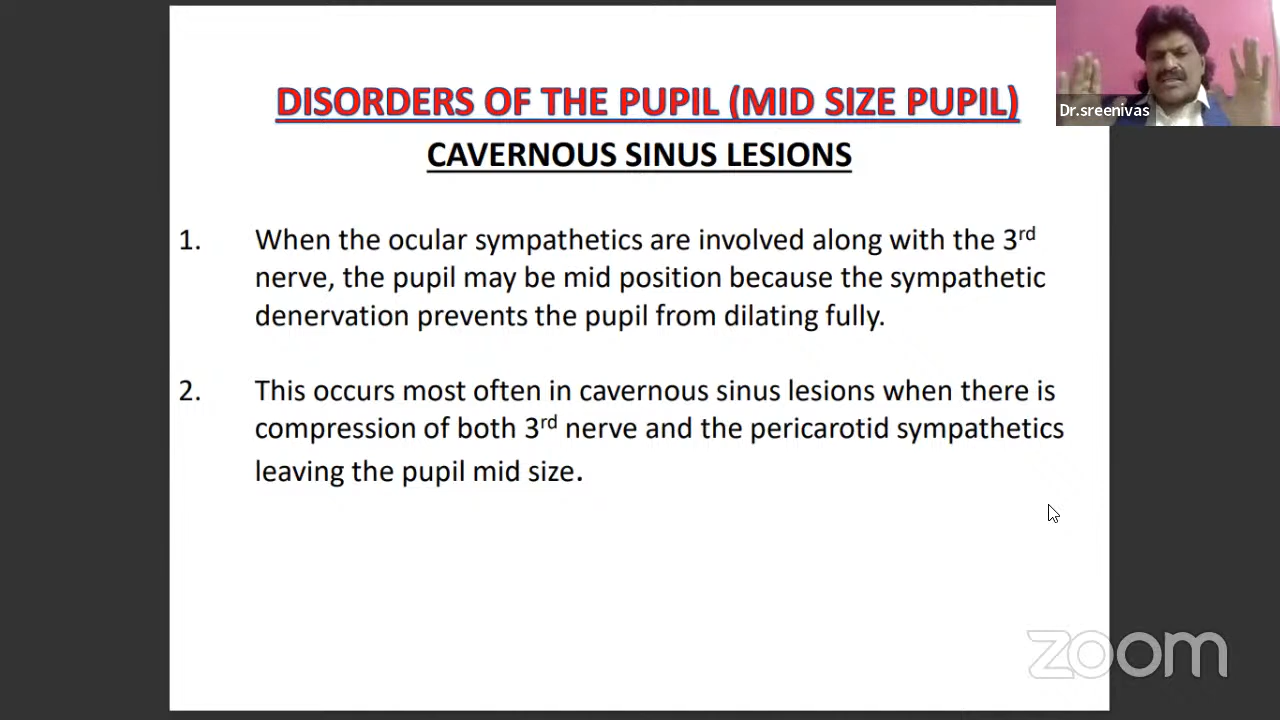 DISORDERS OF THE PUPIL (MID SIZE PUPIL)
Dr.sreenivas
CAVERNOUS SINUS LESIONS
1. When the ocular sympathetics are involved along with the 3rd
nerve, the pupil may be mid position because the sympathetic
denervation prevents the pupil from dilating fully.
2. This occurs most often in cavernous sinus lesions when there is
compression of both 3rd nerve and the pericarotid sympathetics
leaving the pupil mid size.
zoom